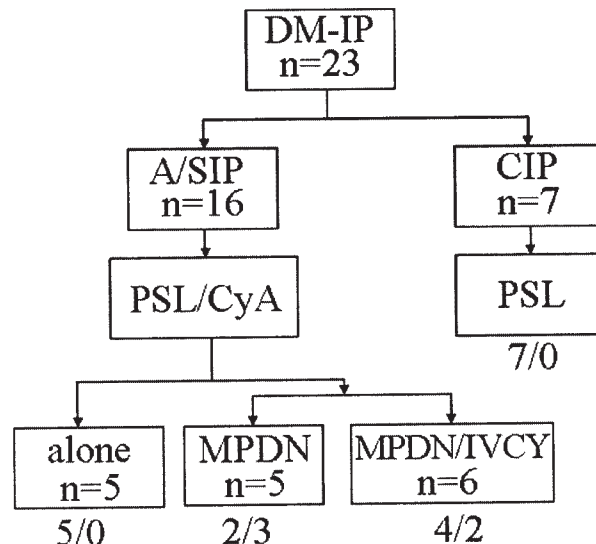 DM-IP
n=23
A/SIP
n=16
CIP
n=7
PSL/CyA
PSL
7/0
alone
n=5
MPDN
n=5
MPDN/IVCY
n=6
5/0
2/3
4/2